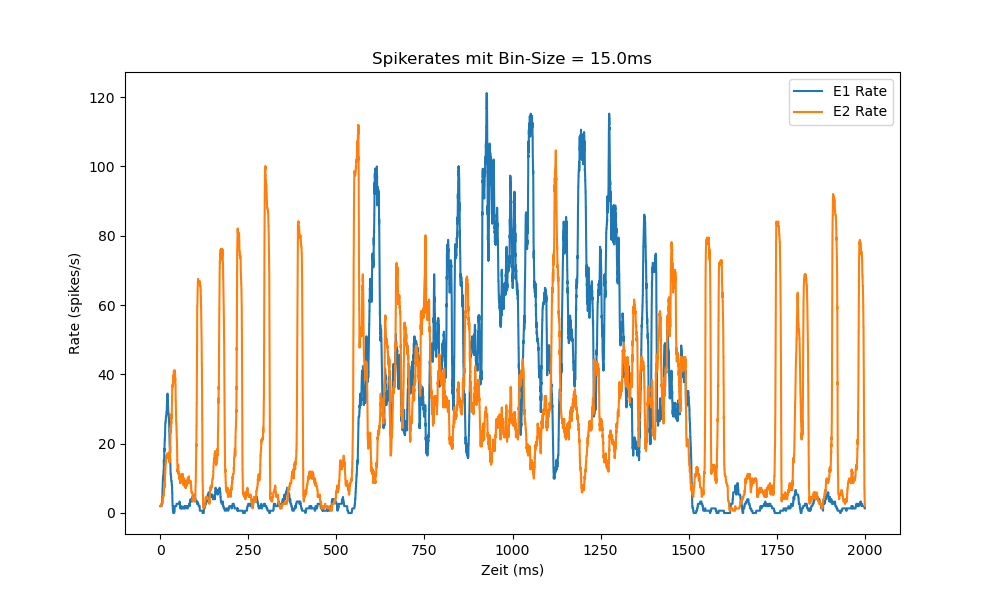 Spikerates mit Bin-Size = 15.0ms
E1 Rate
E2 Rate
120
100
80
60
40
20
0
Rate (spikes/s)
0 250 500 750 1000 1250 1500 1750 2000
Zeit (ms)